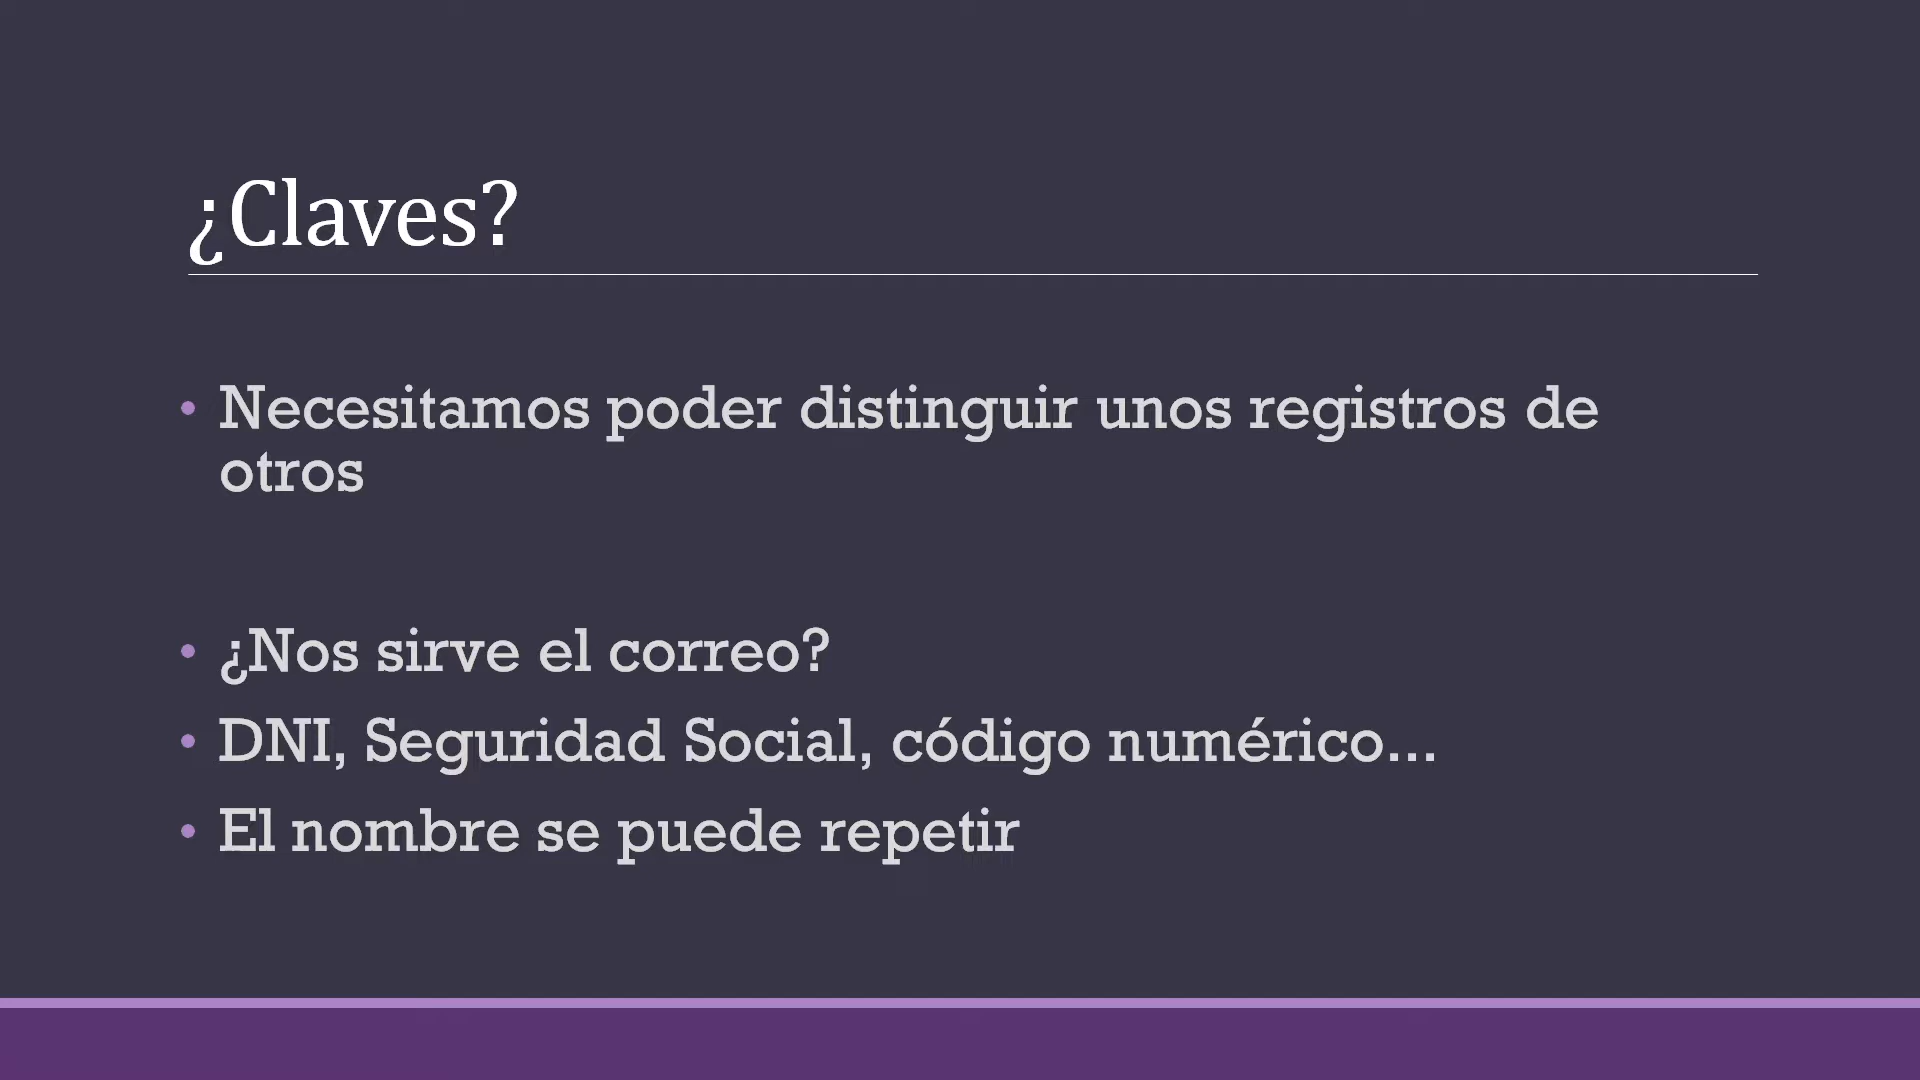 ¿Claves?
• Necesitamos poder distinguir unos registros de
otros
• ¿Nos sirve el correo?
• DNI, Seguridad Social, código numérico...
• El nombre se puede repetir